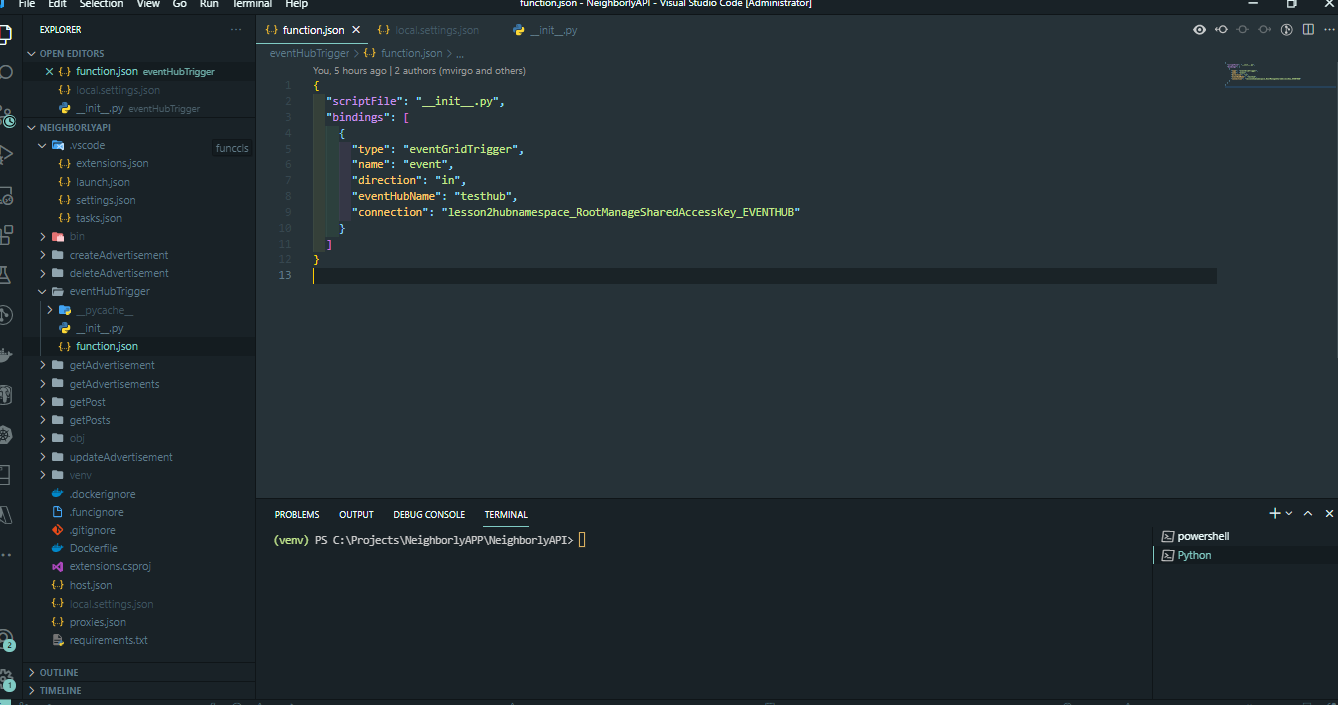 File Edit Selection View Go Run Terminal Help
function.json - NeighborlyAPI - Visual Studio Code [Administrator]
EXPLORER
OPEN EDITORS
function.json eventHubTrigger
local.settings.json
__init__.py eventHubTrigger
NEIGHBORLYAPI
.vscode
funccis
extensions.json
launch.json
settings.json
tasks.json
bin
createAdvertisement
deleteAdvertisement
eventHubTrigger
__pycache__
__init__.py
function.json
getAdvertisement
getAdvertisements
getPost
getPosts
obj
updateAdvertisement
venv
.dockerignore
.funcignore
.gitignore
Dockerfile
extensions.csproj
host.json
local.settings.json
proxies.json
requirements.txt
OUTLINE
TIMELINE
2
1
function.json local.settings.json __init__.py
eventHubTrigger > {..} function.json > ...
You, 5 hours ago | 2 authors (mvirgo and others)
1 {
2 "scriptFile": "__init__.py",
3 "bindings": [
4 {
5 "type": "eventGridTrigger",
6 "name": "event",
7 "direction": "in",
8 "eventHubName": "testhub",
9 "connection": "lesson2hubnamespace_RootManageSharedAccessKey_EVENTHUB"
10 }
11 ]
12 }
13
PROBLEMS OUTPUT DEBUG CONSOLE TERMINAL
(venv) PS C:\Projects\NeighborlyAPP\NeighborlyAPI>
powershell
Python